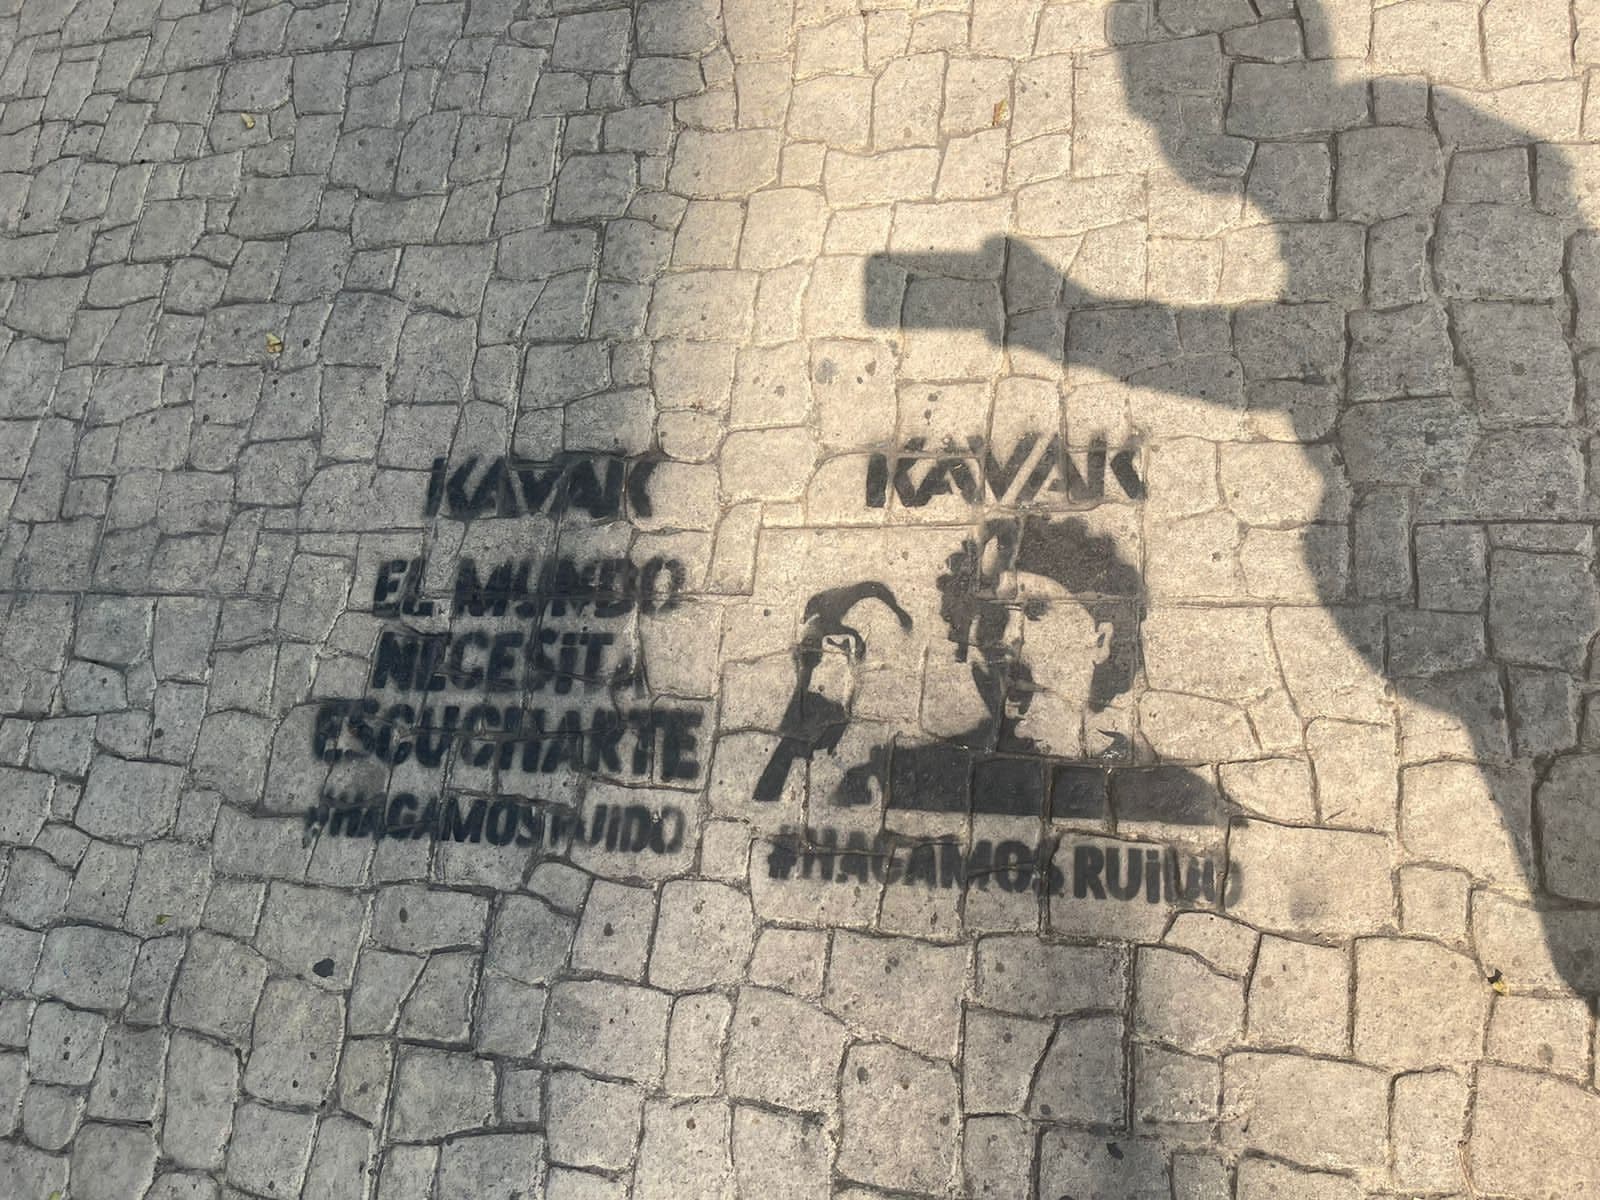 KAVAK
EL MUNDO
NECESiTA
ESCUCHARTE
#HAGAMOSRUIDO
KAVAK
#HAGAMOSRUiDO